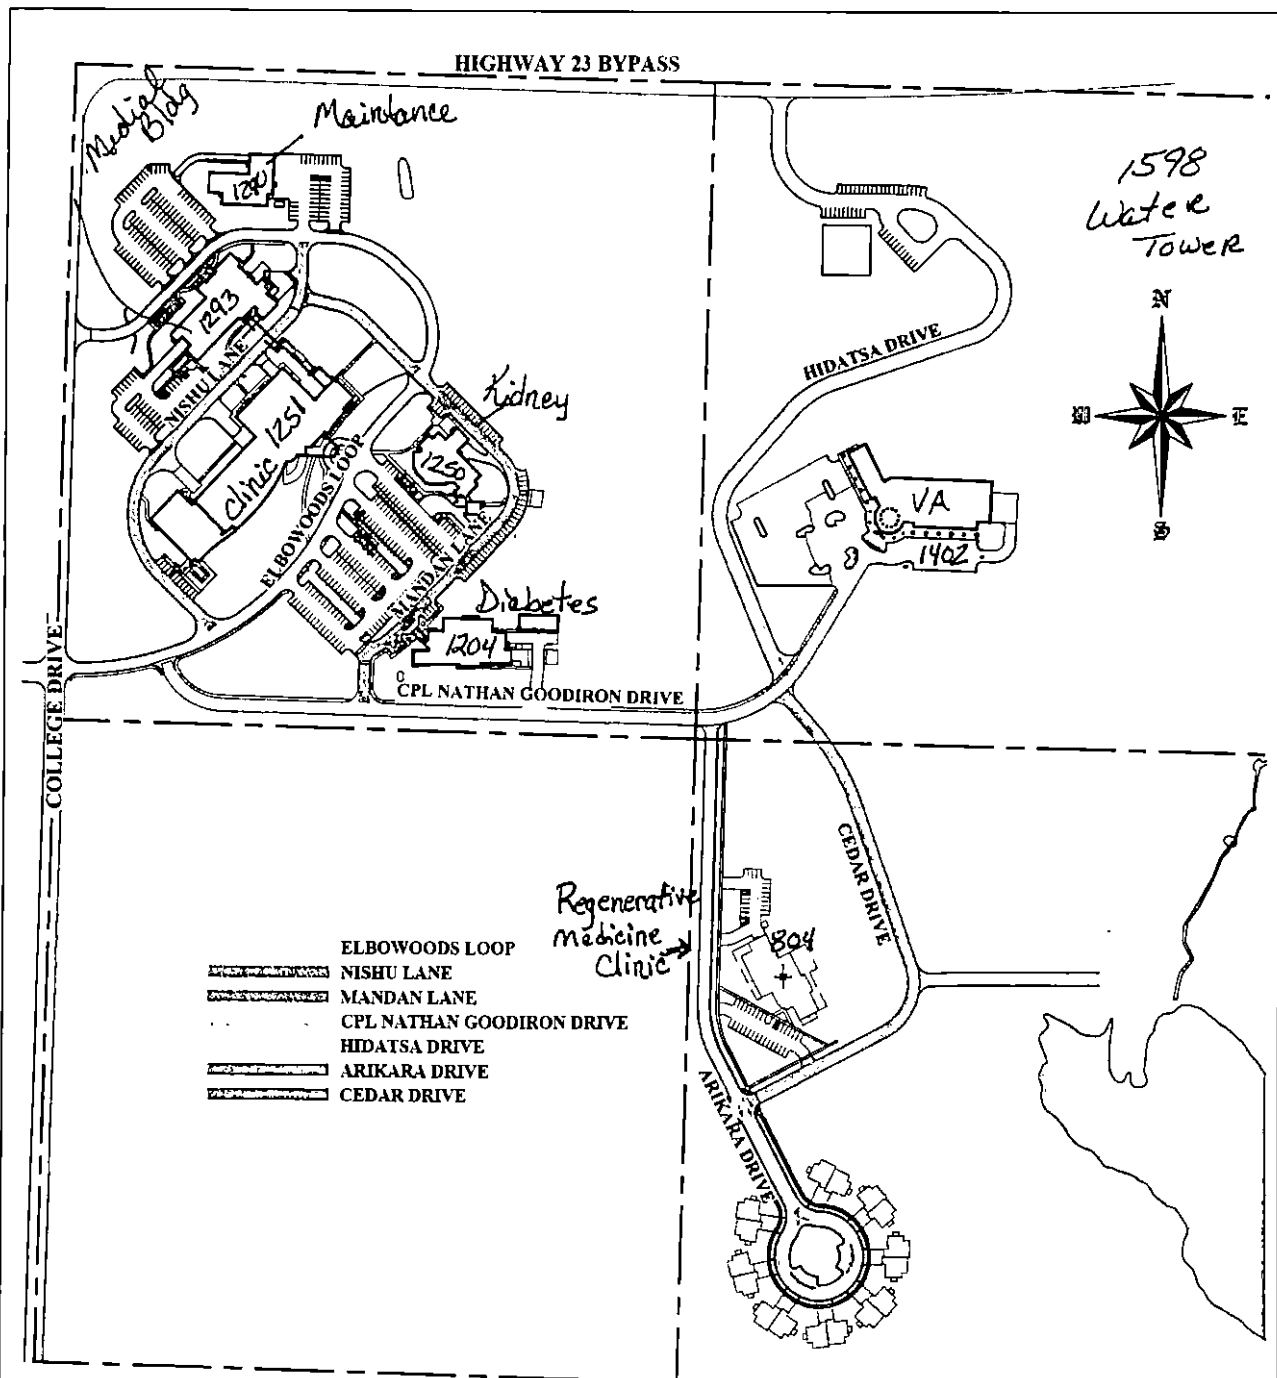 HIGHWAY 23 BYPASS
Medial
Bldg
Maintance
1290
1598
Water
Tower
N
W
E
S
1293
NISHU LANE
HIDATSA DRIVE
Kidney
1251
Clinic
1250
ELBOWOODS LOOP
MANDAN LANE
VA
1402
Diabetes
1204
CPL NATHAN GOODIRON DRIVE
COLLEGE DRIVE
CEDAR DRIVE
Regenerative
Medicine
Clinic
804
ELBOWOODS LOOP
NISHU LANE
MANDAN LANE
CPL NATHAN GOODIRON DRIVE
HIDATSA DRIVE
ARIKARA DRIVE
CEDAR DRIVE
ARIKARA DRIVE